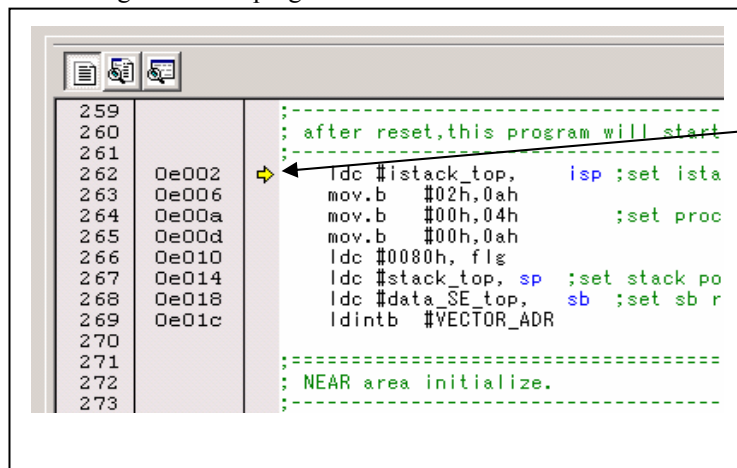 259 ;-----------------------------------
260 ; after reset,this program will start
261 ;-----------------------------------
262 0e002 ldc #istack_top, isp ;set ista
263 0e006 mov.b #02h,0ah
264 0e00a mov.b #00h,04h ;set proc
265 0e00d mov.b #00h,0ah
266 0e010 ldc #0080h, flg
267 0e014 ldc #stack_top, sp ;set stack po
268 0e018 ldc #data_SE_top, sb ;set sb r
269 0e01c ldintb #VECTOR_ADR
270
271 ;===================================
272 ; NEAR area initialize.
273 ;-----------------------------------